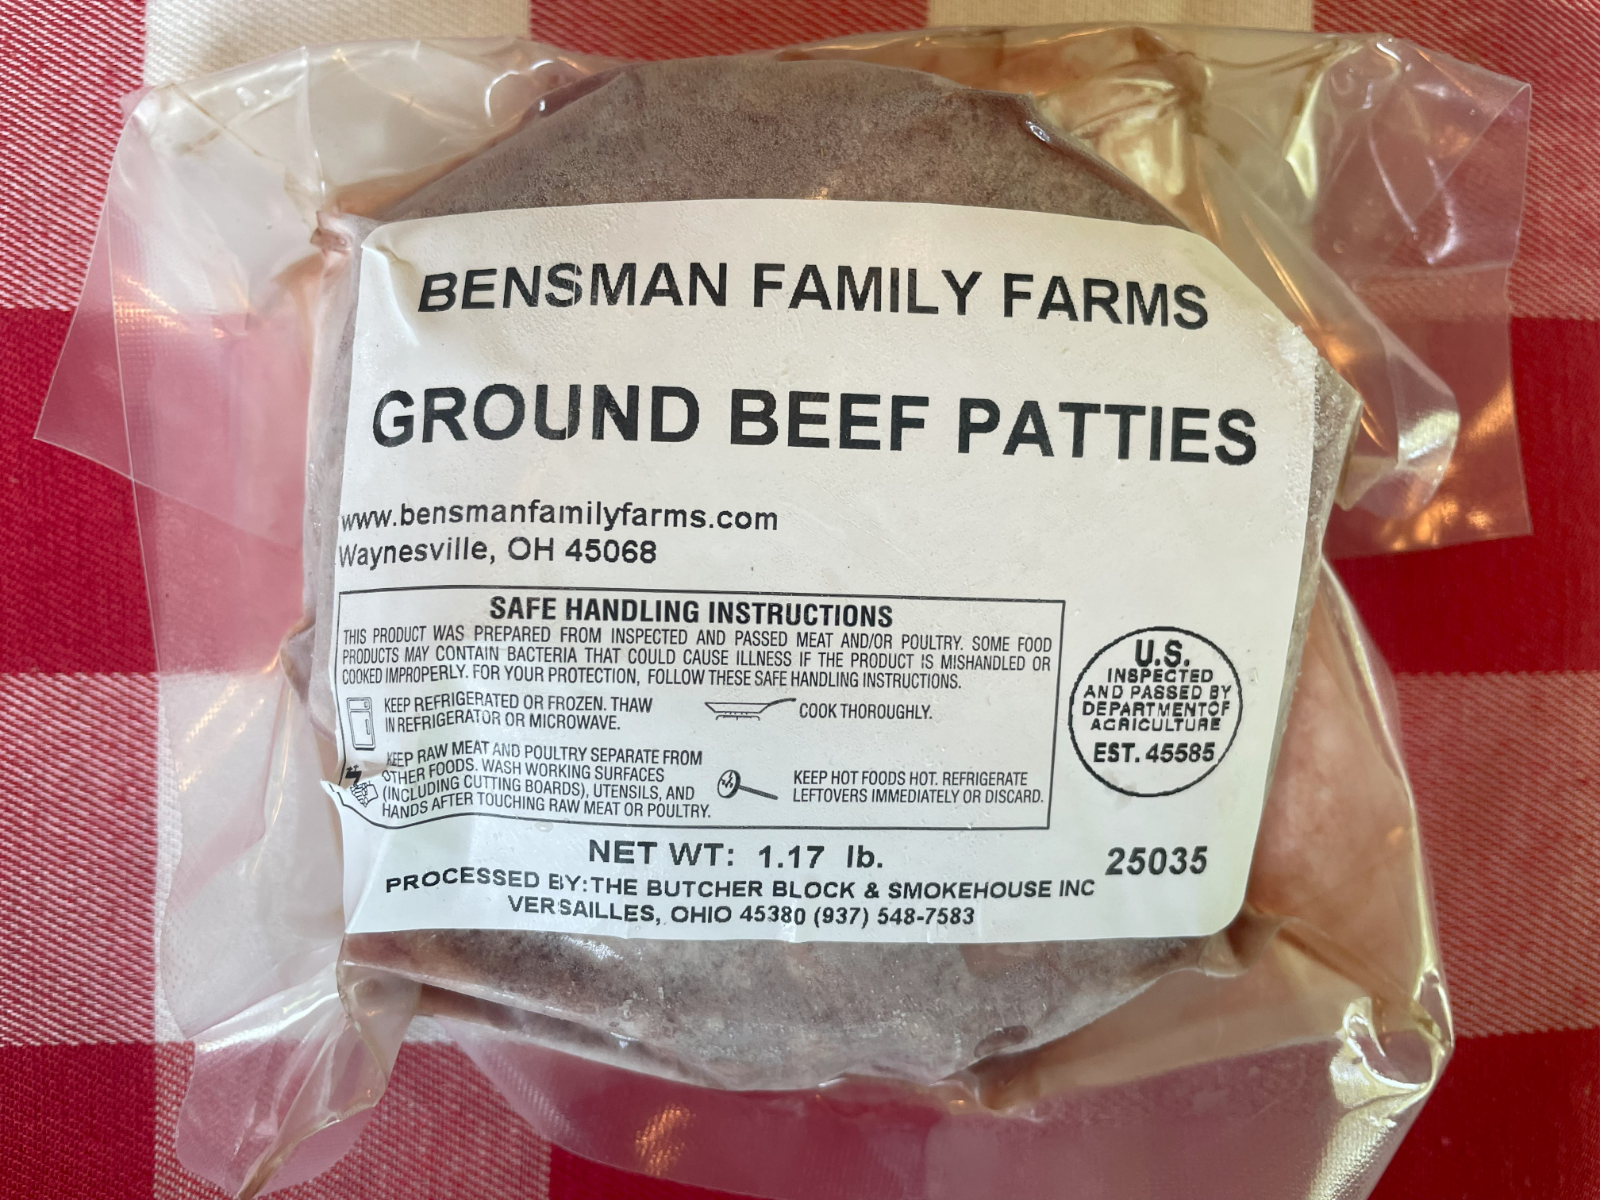 BENSMAN FAMILY FARMS
GROUND BEEF PATTIES
www.bensmanfamilyfarms.com
Waynesville, OH 45068
SAFE HANDLING INSTRUCTIONS
THIS PRODUCT WAS PREPARED FROM INSPECTED AND PASSED MEAT AND/OR POULTRY. SOME FOOD
PRODUCTS MAY CONTAIN BACTERIA THAT COULD CAUSE ILLNESS IF THE PRODUCT IS MISHANDLED OR
COOKED IMPROPERLY. FOR YOUR PROTECTION, FOLLOW THESE SAFE HANDLING INSTRUCTIONS.
KEEP REFRIGERATED OR FROZEN. THAW
IN REFRIGERATOR OR MICROWAVE.
COOK THOROUGHLY.
KEEP RAW MEAT AND POULTRY SEPARATE FROM
OTHER FOODS. WASH WORKING SURFACES
(INCLUDING CUTTING BOARDS), UTENSILS, AND
HANDS AFTER TOUCHING RAW MEAT OR POULTRY.
KEEP HOT FOODS HOT. REFRIGERATE
LEFTOVERS IMMEDIATELY OR DISCARD.
U.S.
INSPECTED
AND PASSED BY
DEPARTMENT OF
AGRICULTURE
EST. 45585
NET WT: 1.17 lb.
25035
PROCESSED BY: THE BUTCHER BLOCK & SMOKEHOUSE INC
VERSAILLES, OHIO 45380 (937) 548-7583